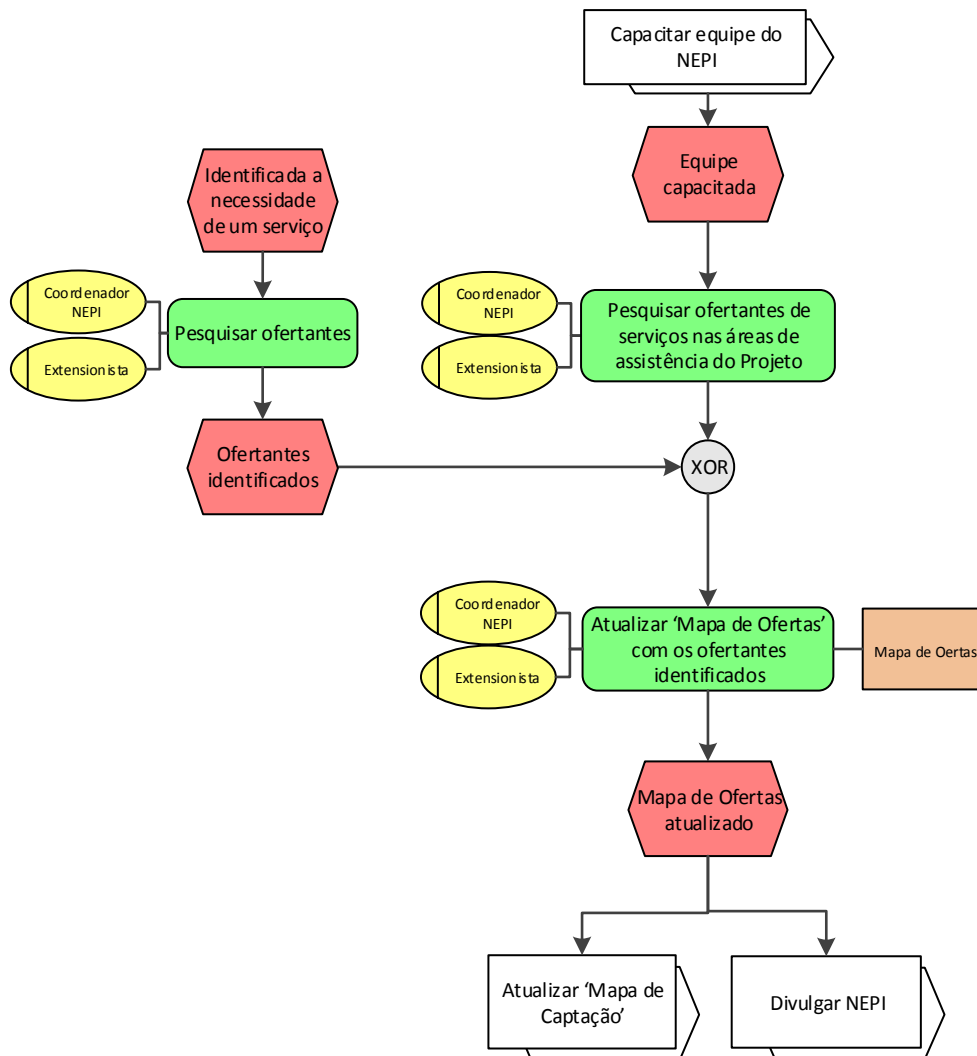 Capacitar equipe do
NEPI
Equipe
capacitada
Identificada a
necessidade
de um serviço
Coordenador
NEPI
Extensionista
Pesquisar ofertantes
Coordenador
NEPI
Extensionista
Pesquisar ofertantes de
serviços nas áreas de
assistência do Projeto
Ofertantes
identificados
XOR
Coordenador
NEPI
Extensionista
Atualizar ‘Mapa de Ofertas’
com os ofertantes
identificados
Mapa de Oertas
Mapa de Ofertas
atualizado
Atualizar ‘Mapa de
Captação’
Divulgar NEPI